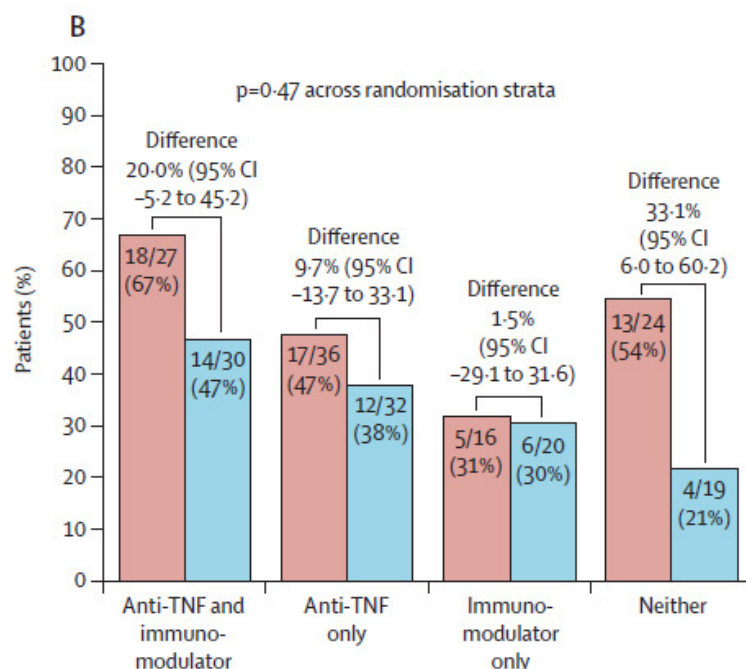 B
100
90
80
70
60
50
40
30
20
10
0
Patients (%)
p=0·47 across randomisation strata
Difference
20·0% (95% CI
–5·2 to 45·2)
18/27
(67%)
14/30
(47%)
Difference
9·7% (95% CI
–13·7 to 33·1)
17/36
(47%)
12/32
(38%)
Difference
1·5%
(95% CI
–29·1 to 31·6)
5/16
(31%)
6/20
(30%)
Difference
33·1%
(95% CI
6·0 to 60·2)
13/24
(54%)
4/19
(21%)
Anti-TNF and
immuno-
modulator
Anti-TNF
only
Immuno-
modulator
only
Neither